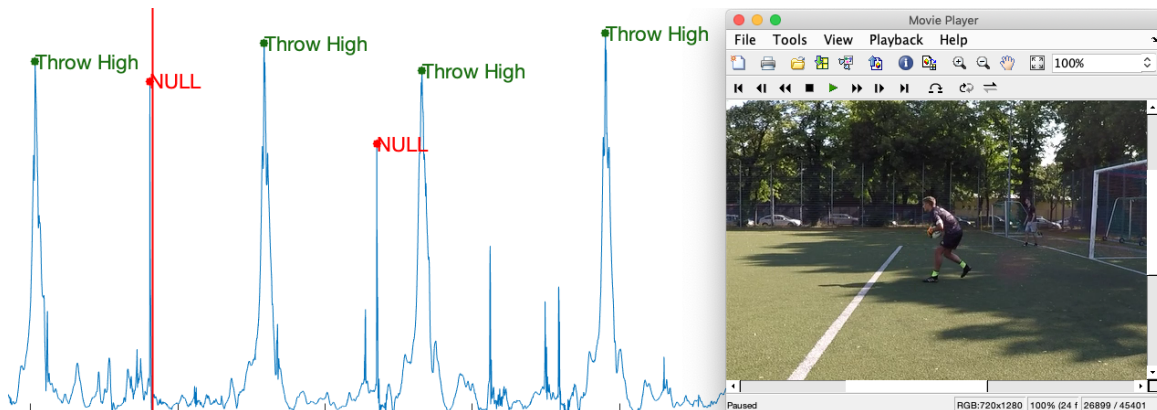 Throw High
NULL
Throw High
Throw High
NULL
Throw High
Movie Player
File Tools View Playback Help
100%
Paused
RGB:720x1280 100% (24 f 26899 / 45401